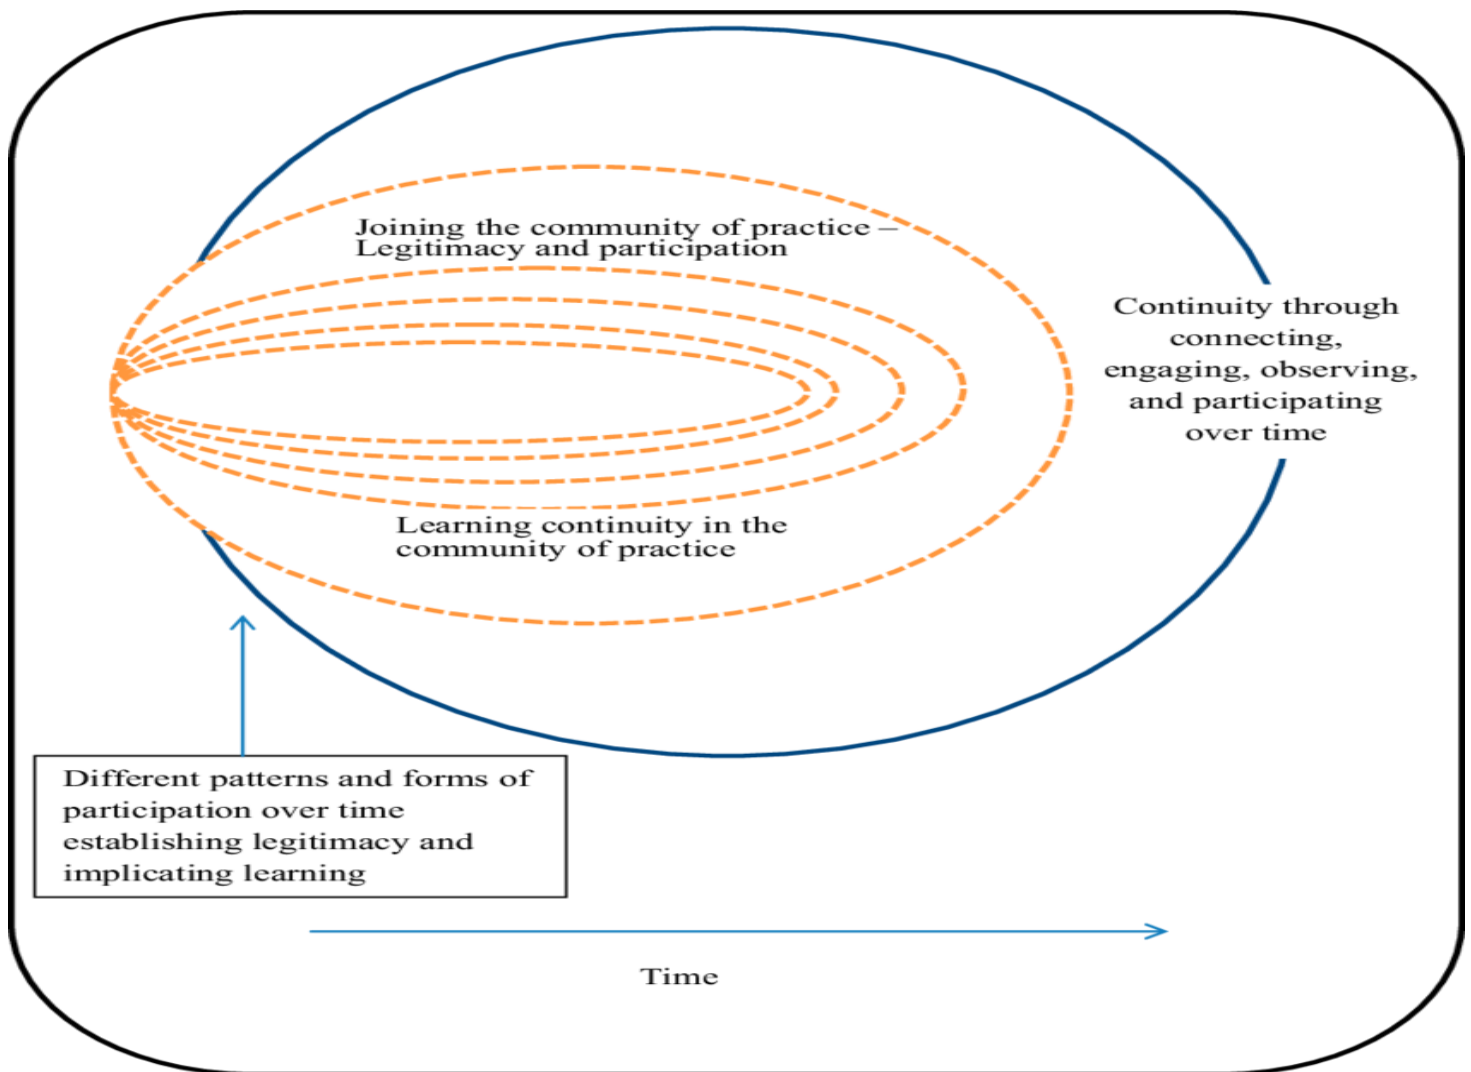 Joining the community of practice –
Legitimacy and participation
Continuity through
connecting,
engaging, observing,
and participating
over time
Learning continuity in the
community of practice
Different patterns and forms of
participation over time
establishing legitimacy and
implicating learning
Time